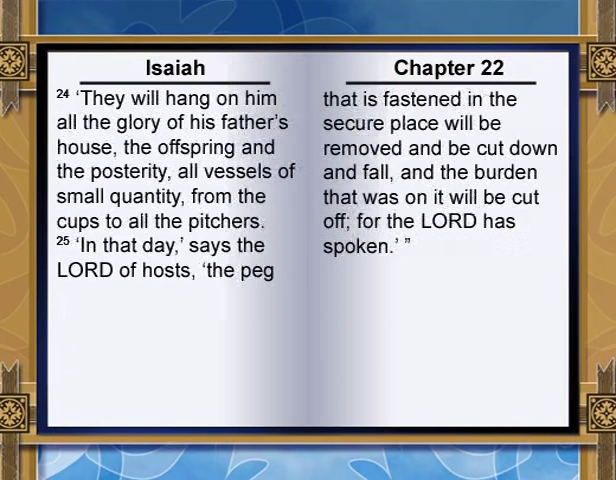 Isaiah
24 ‘They will hang on him
all the glory of his father’s
house, the offspring and
the posterity, all vessels of
small quantity, from the
cups to all the pitchers.
25 ‘In that day,’ says the
LORD of hosts, ‘the peg
Chapter 22
that is fastened in the
secure place will be
removed and be cut down
and fall, and the burden
that was on it will be cut
off; for the LORD has
spoken.’ ”